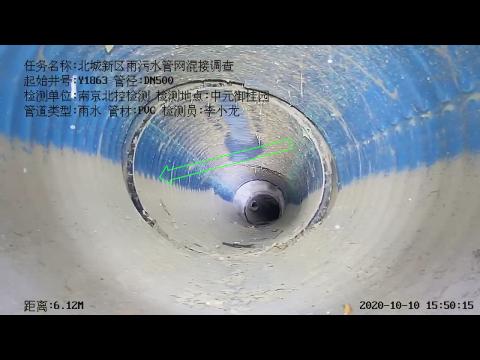 任务名称:北城新区雨污水管网混接调查
起始井号:Y1863 管径:DN500
检测单位:南京北控检测 检测地点:中元御桂园
管道类型:雨水 管材:PVC 检测员:李小龙
距离:6.12M
2020-10-10 15:50:15